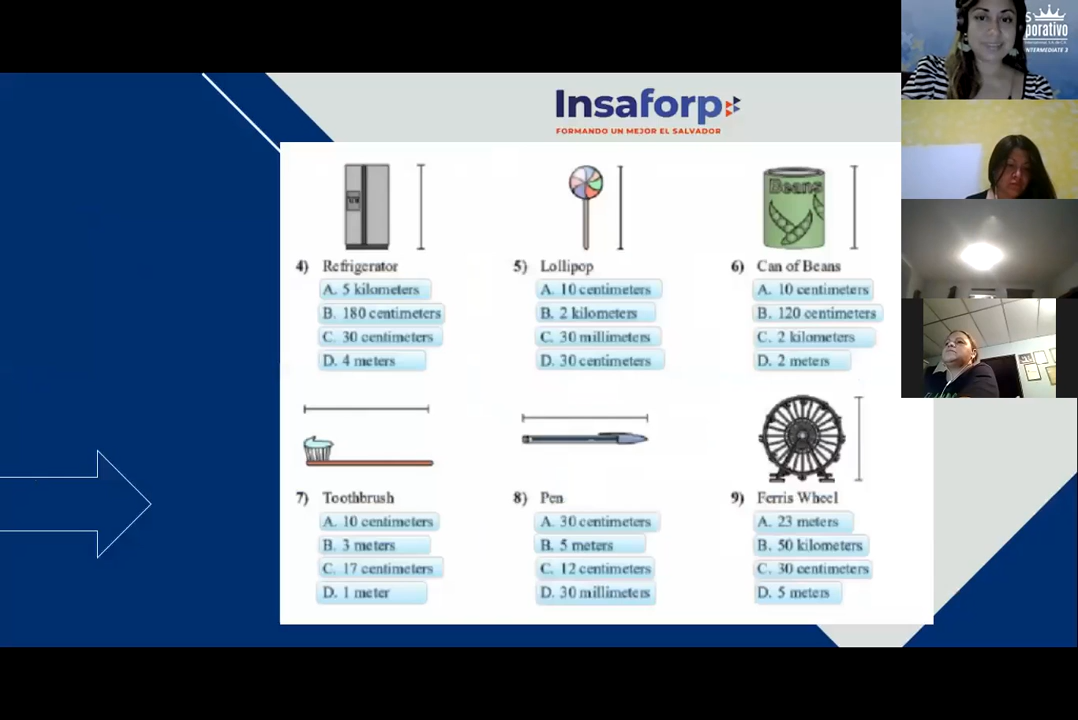 Insaforp
FORMANDO UN MEJOR EL SALVADOR
S
porativo
NTERMEDIATE 3
Beans
4) Refrigerator
A. 5 kilometers
B. 180 centimeters
C. 30 centimeters
D. 4 meters
5) Lollipop
A. 10 centimeters
B. 2 kilometers
C. 30 millimeters
D. 30 centimeters
6) Can of Beans
A. 10 centimeters
B. 120 centimeters
C. 2 kilometers
D. 2 meters
7) Toothbrush
A. 10 centimeters
B. 3 meters
C. 17 centimeters
D. 1 meter
8) Pen
A. 30 centimeters
B. 5 meters
C. 12 centimeters
D. 30 millimeters
9) Ferris Wheel
A. 23 meters
B. 50 kilometers
C. 30 centimeters
D. 5 meters